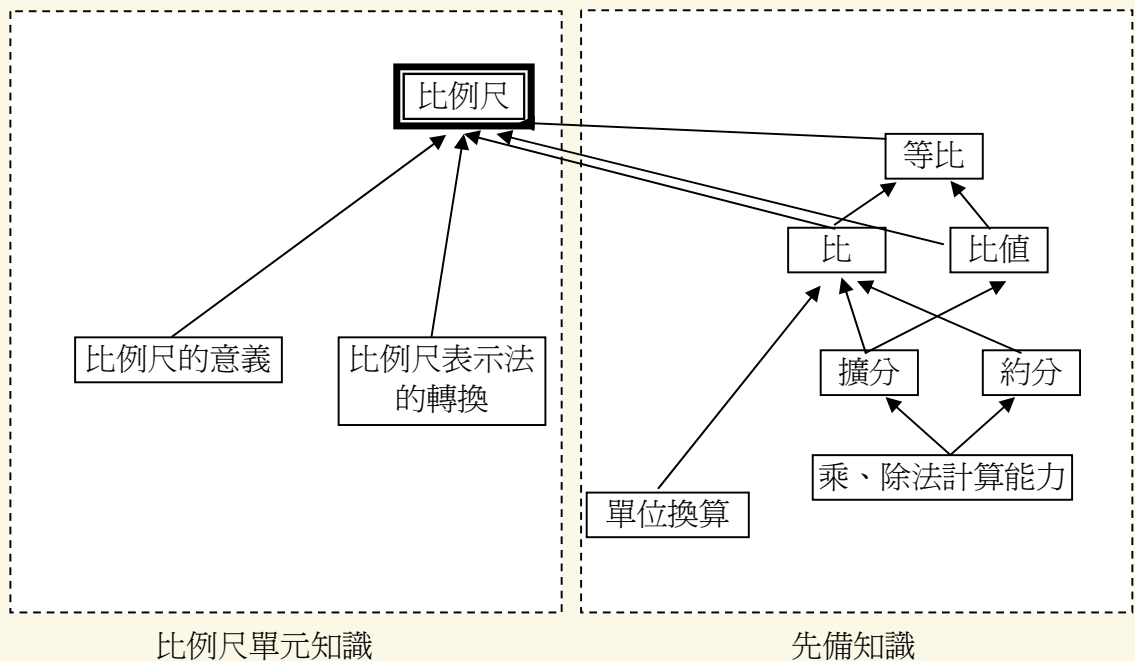 比例尺
等比
比
比值
比例尺的意義
比例尺表示法
的轉換
擴分
約分
乘、除法計算能力
單位換算
比例尺單元知識
先備知識